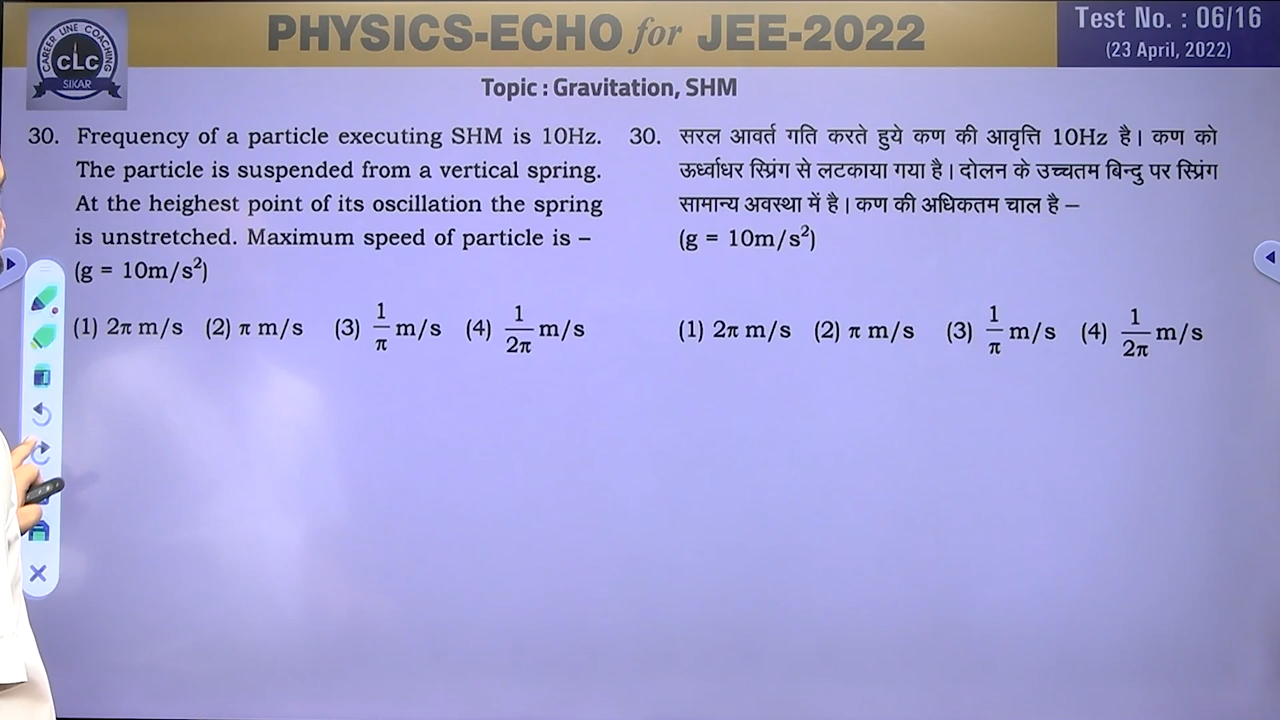 CAREER LINE COACHING
CLC
SIKAR
PHYSICS-ECHO for JEE-2022
Test No. : 06/16
(23 April, 2022)
Topic : Gravitation, SHM
30. Frequency of a particle executing SHM is 10Hz.
The particle is suspended from a vertical spring.
At the heighest point of its oscillation the spring
is unstretched. Maximum speed of particle is –
(g = 10m/s²)
(1) 2π m/s (2) π m/s (3) 1/π m/s (4) 1/2π m/s
30. सरल आवर्त गति करते हुये कण की आवृत्ति 10Hz है। कण को
ऊर्ध्वाधर स्प्रिंग से लटकाया गया है। दोलन के उच्चतम बिन्दु पर स्प्रिंग
सामान्य अवस्था में है। कण की अधिकतम चाल है –
(g = 10m/s²)
(1) 2π m/s (2) π m/s (3) 1/π m/s (4) 1/2π m/s